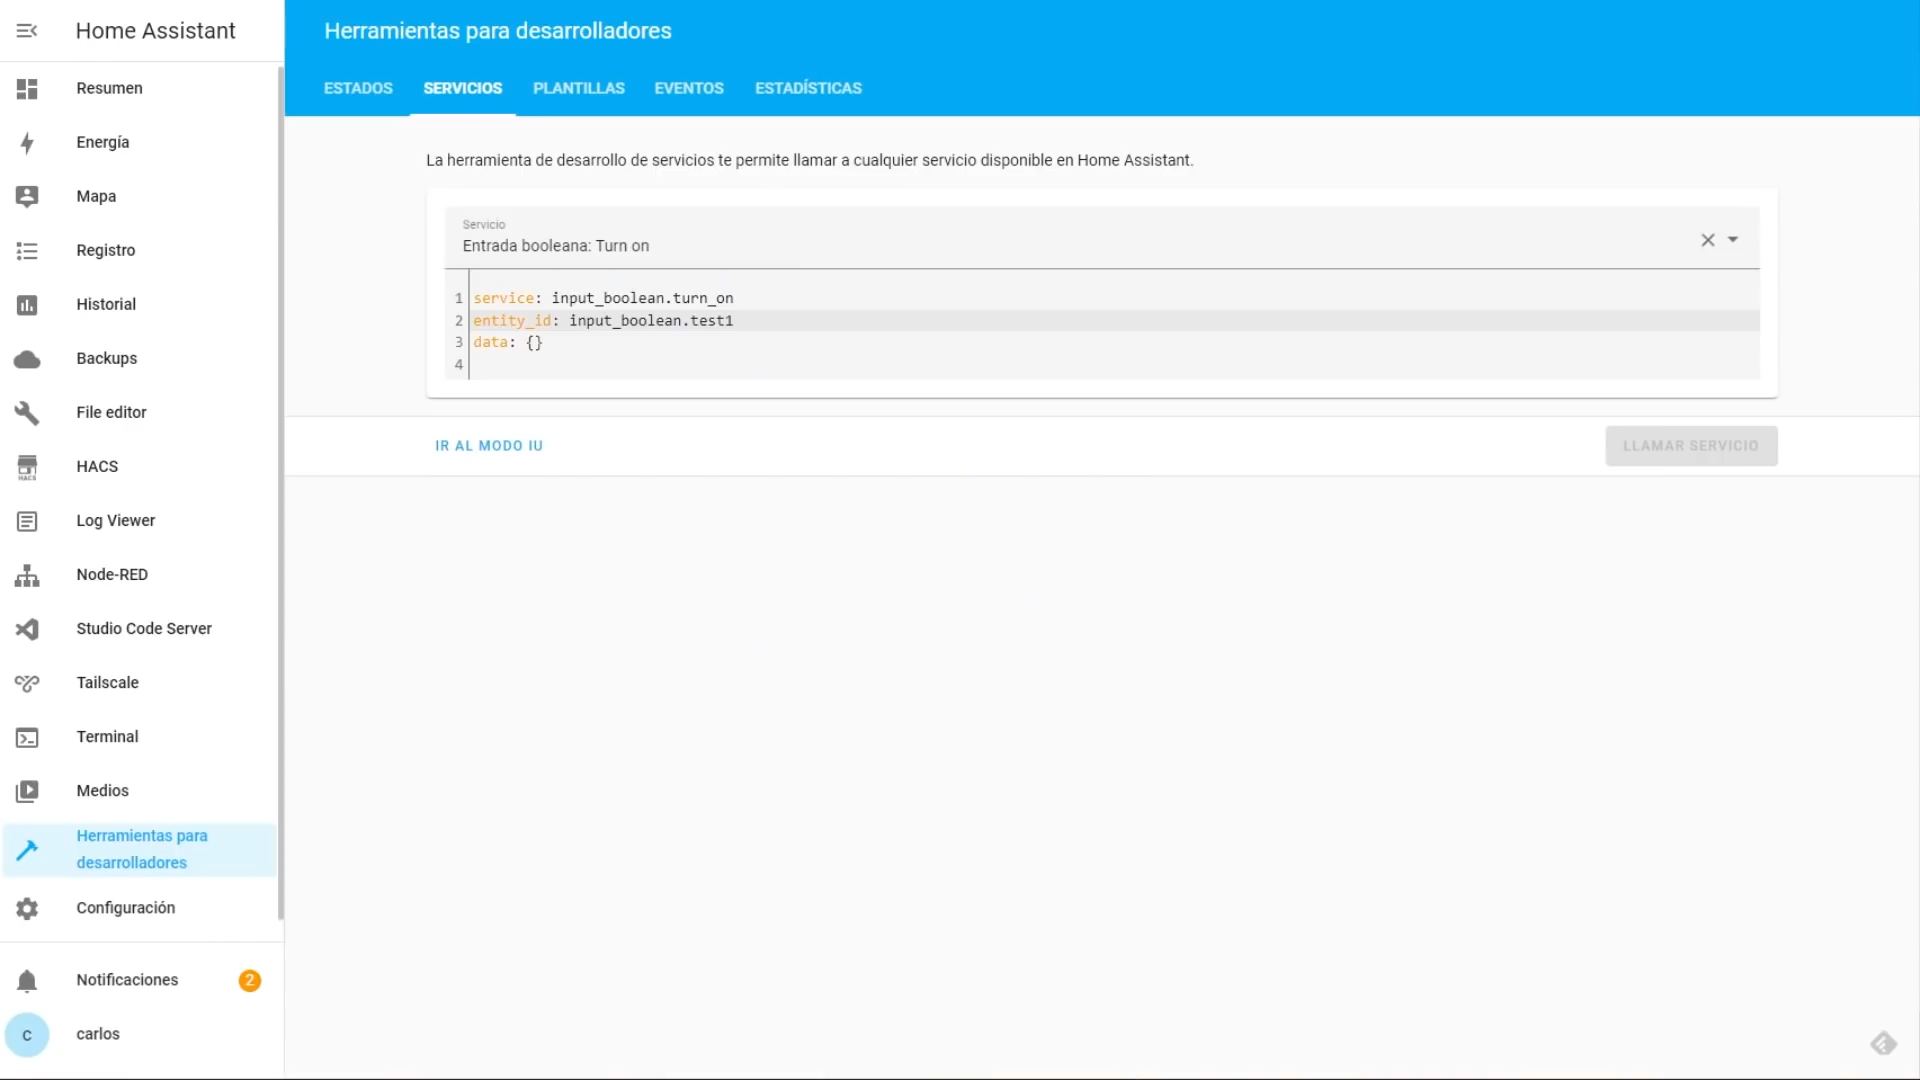 Home Assistant
Resumen
Energía
Mapa
Registro
Historial
Backups
File editor
HACS
HACS
Log Viewer
Node-RED
Studio Code Server
Tailscale
Terminal
Medios
Herramientas para
desarrolladores
Configuración
Notificaciones 2
C carlos
Herramientas para desarrolladores
ESTADOS SERVICIOS PLANTILLAS EVENTOS ESTADÍSTICAS
La herramienta de desarrollo de servicios te permite llamar a cualquier servicio disponible en Home Assistant.
Servicio
Entrada booleana: Turn on
1 service: input_boolean.turn_on
2 entity_id: input_boolean.test1
3 data: {}
4
IR AL MODO IU LLAMAR SERVICIO